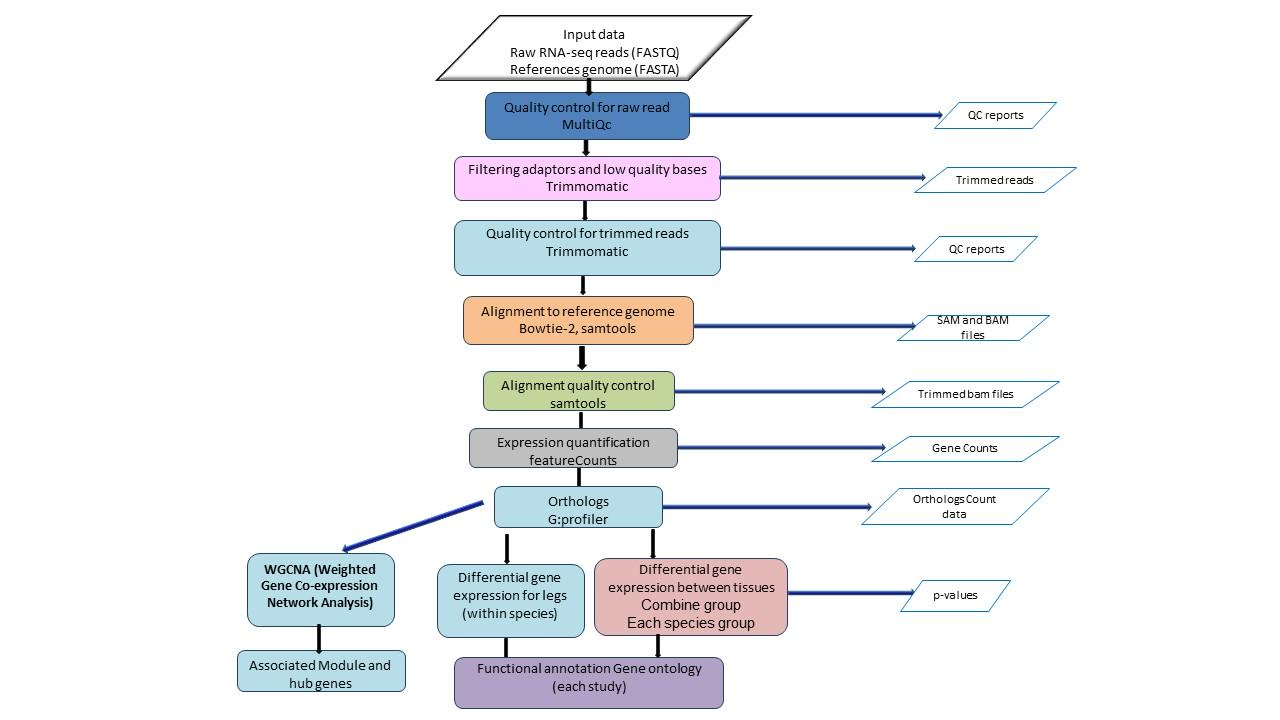 Input data
Raw RNA-seq reads (FASTQ)
References genome (FASTA)
Quality control for raw read
MultiQc
QC reports
Filtering adaptors and low quality bases
Trimmomatic
Trimmed reads
Quality control for trimmed reads
Trimmomatic
QC reports
Alignment to reference genome
Bowtie-2, samtools
SAM and BAM
files
Alignment quality control
samtools
Trimmed bam files
Expression quantification
featureCounts
Gene Counts
Orthologs
G:profiler
Orthologs Count
data
WGCNA (Weighted
Gene Co-expression
Network Analysis)
Differential gene
expression for legs
(within species)
Differential gene
expression between tissues
Combine group
Each species group
p-values
Associated Module and
hub genes
Functional annotation Gene ontology
(each study)